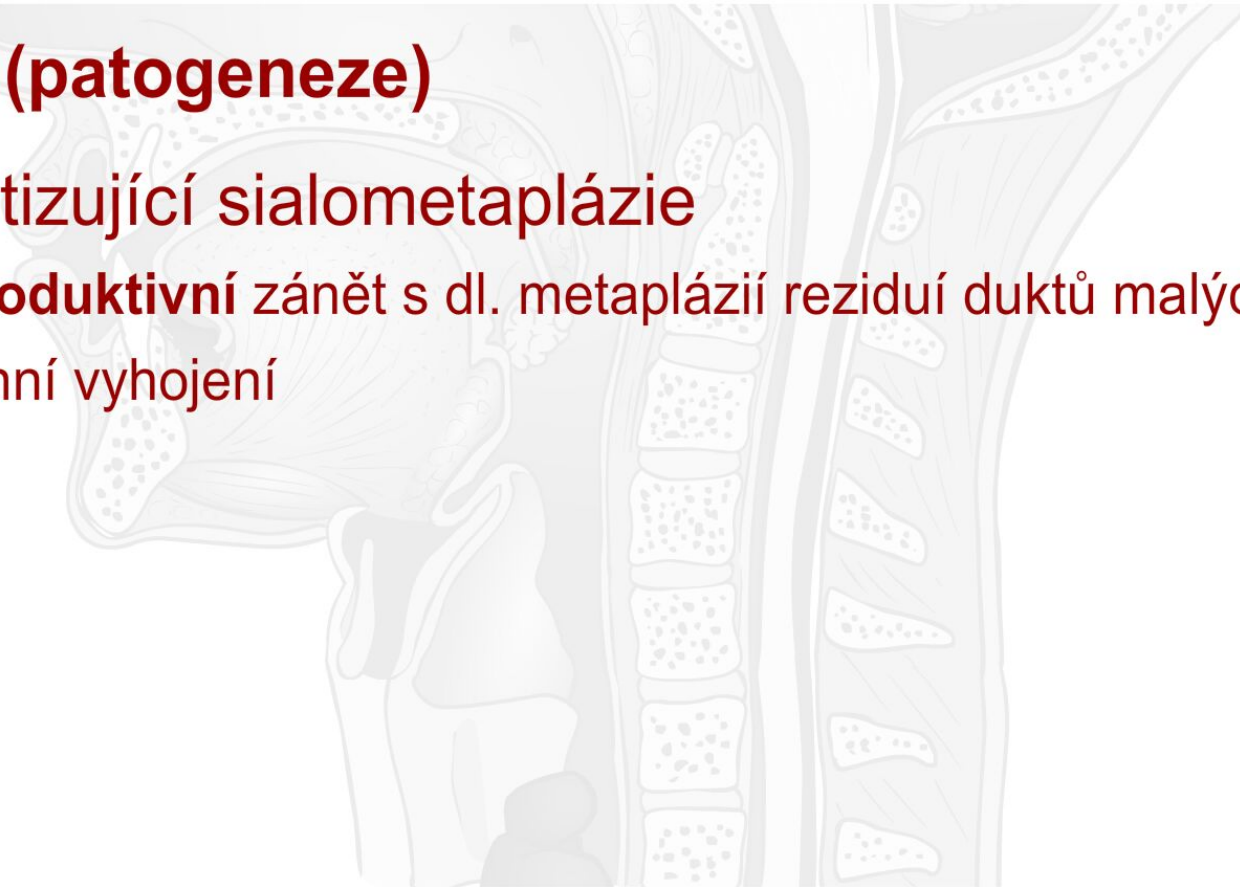 (patogeneze)
tizující sialometaplázie
oduktivní zánět s dl. metaplázií reziduí duktů malýc
nní vyhojení